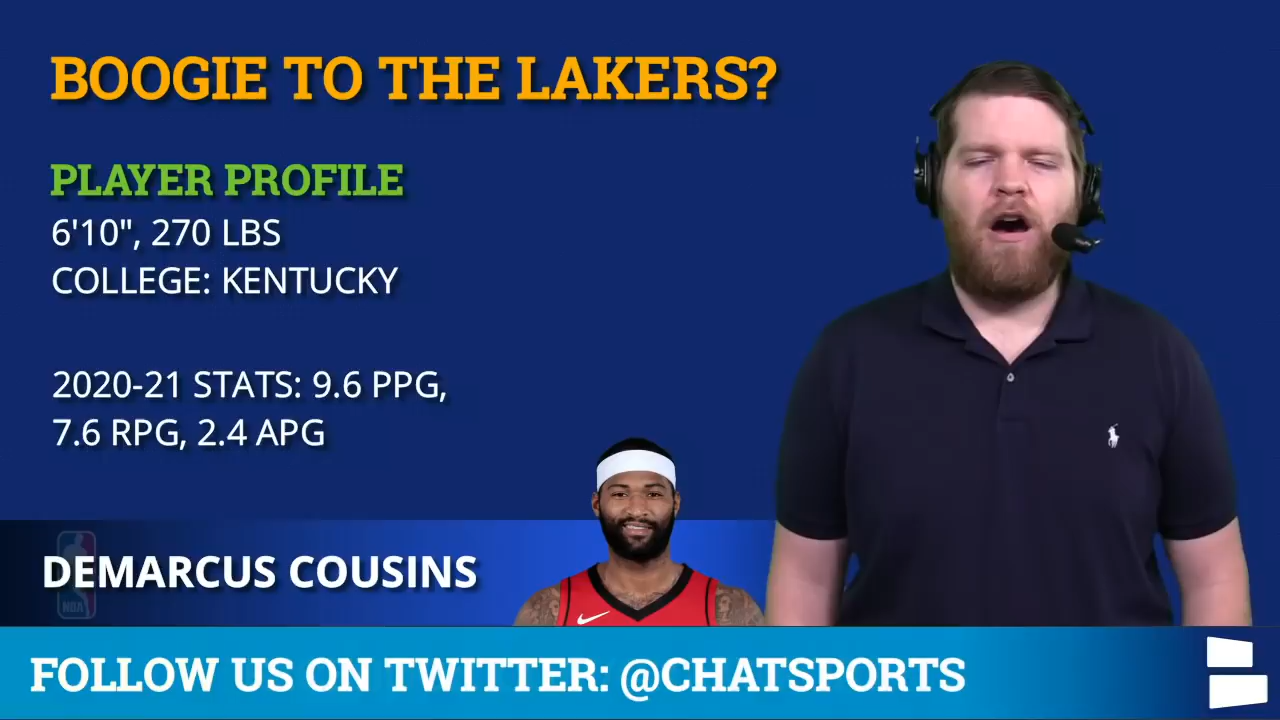 BOOGIE TO THE LAKERS?
PLAYER PROFILE
6'10", 270 LBS
COLLEGE: KENTUCKY
2020-21 STATS: 9.6 PPG,
7.6 RPG, 2.4 APG
DEMARCUS COUSINS
NBA
FOLLOW US ON TWITTER: @CHATSPORTS